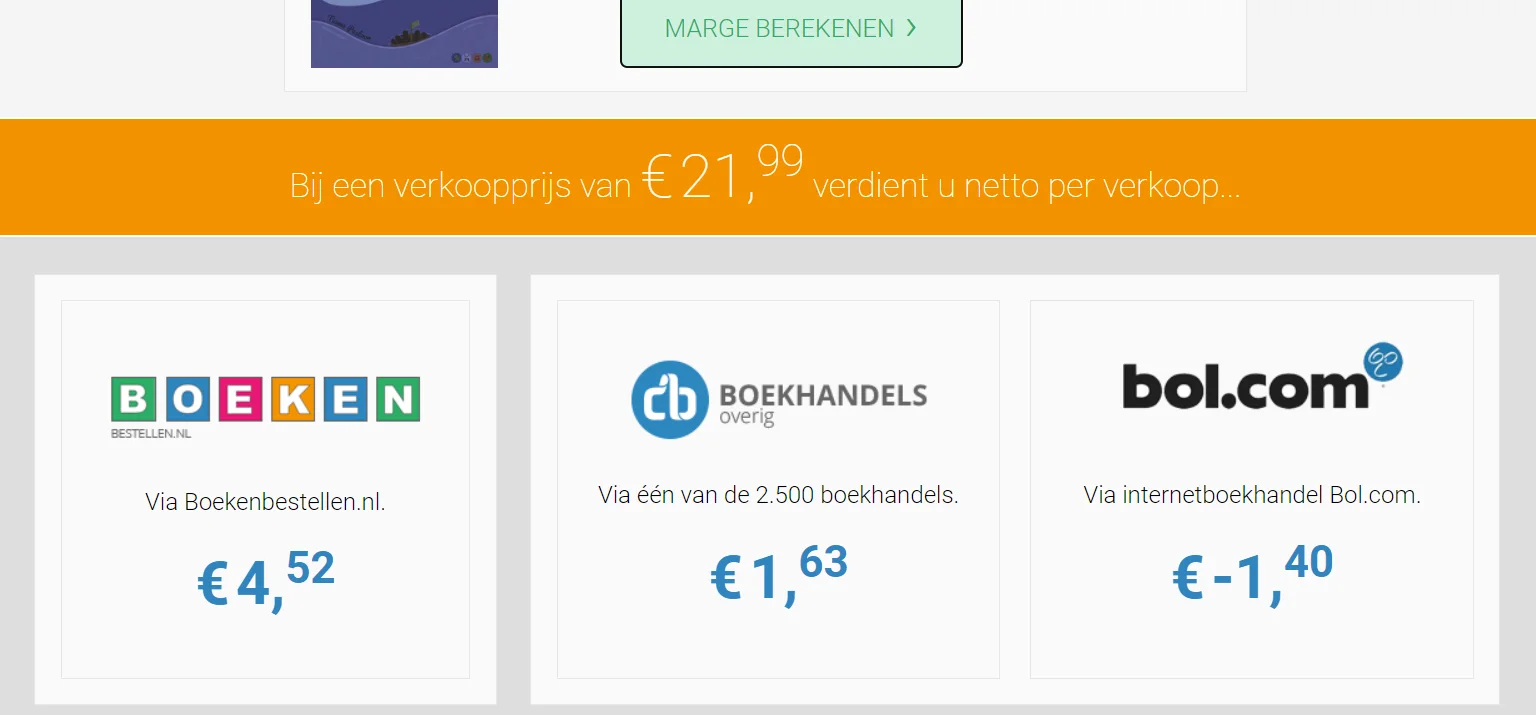 MARGE BEREKENEN
Bij een verkoopprijs van € 21,99 verdient u netto per verkoop...
BOEKEN
BESTELLEN.NL
Via Boekenbestellen.nl.
€ 4,52
cb BOEKHANDELS
overig
Via één van de 2.500 boekhandels.
€ 1,63
bol.com
Via internetboekhandel Bol.com.
€ -1,40